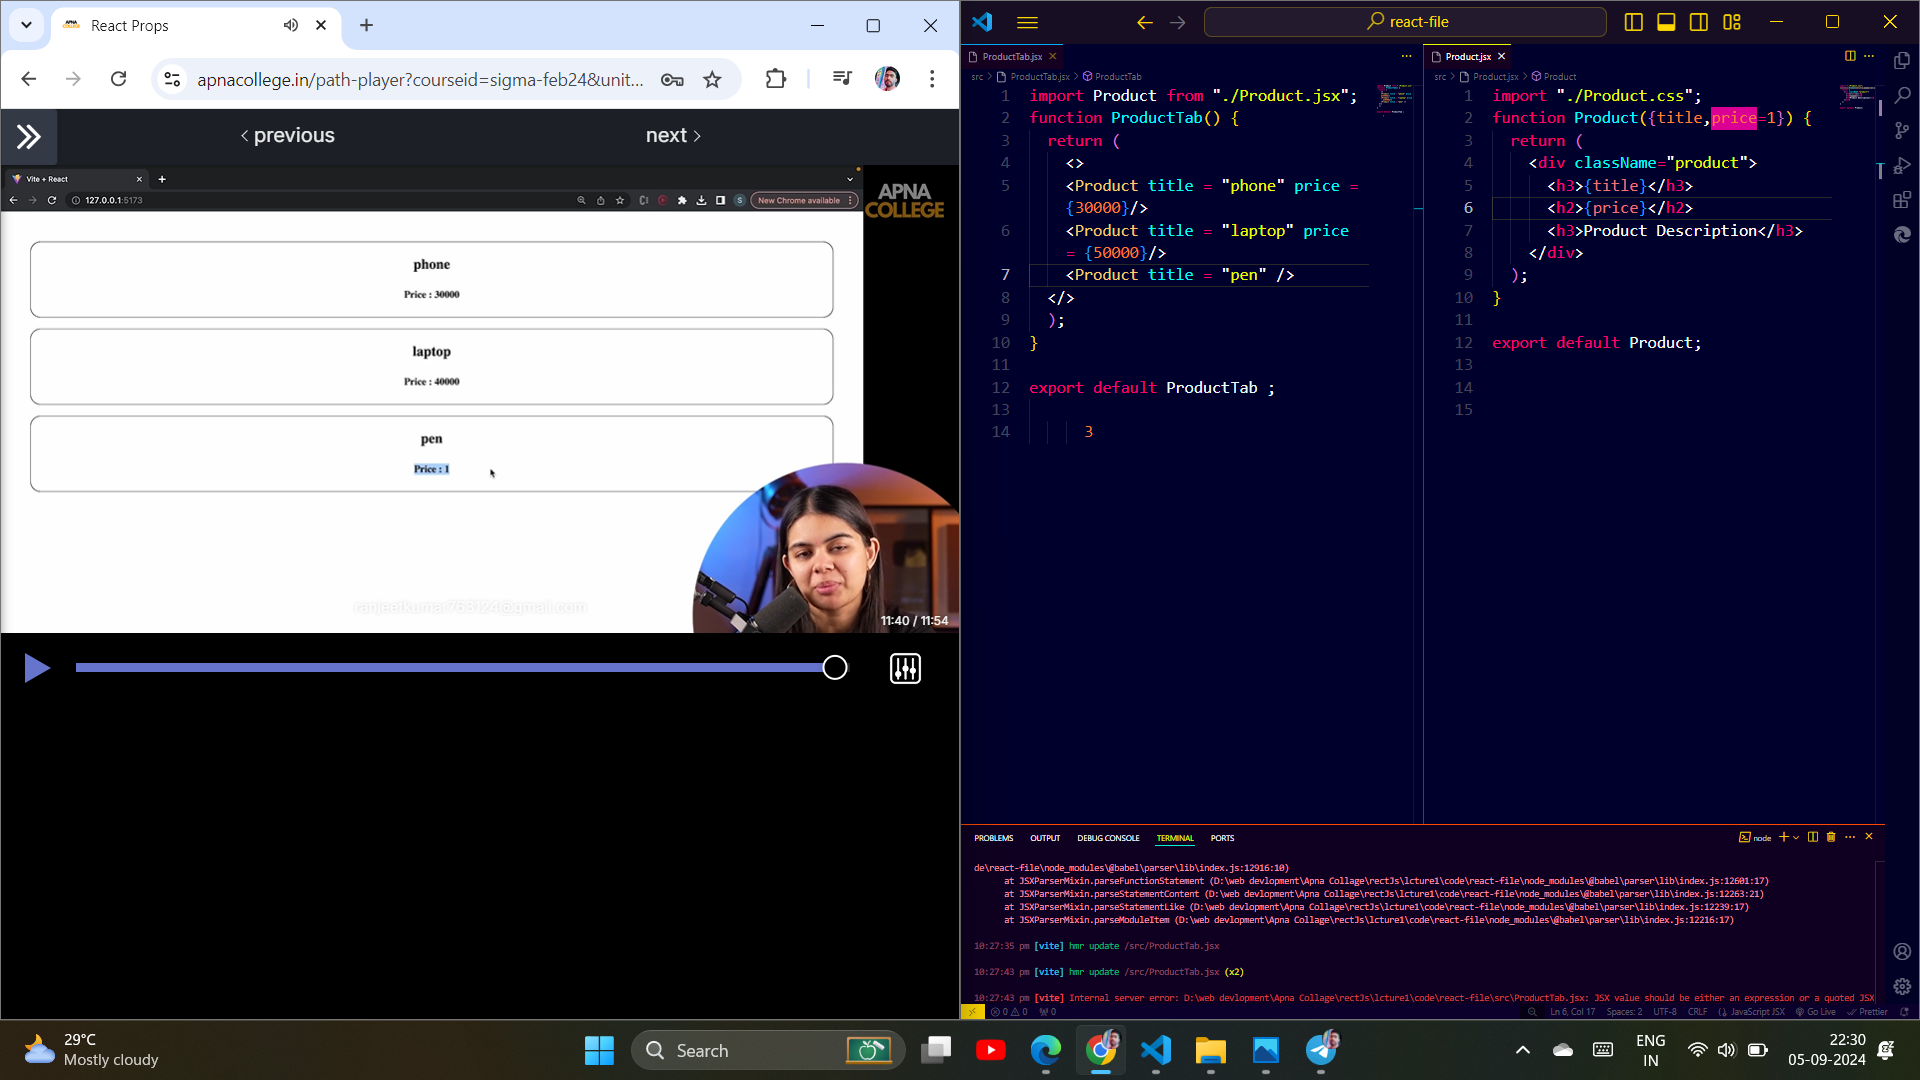 React Props
apnacollege.in/path-player?courseid=sigma-feb24&unit...
previous
next
Vite + React
127.0.0.1:5173
New Chrome available
APNA
COLLEGE
phone
Price : 30000
laptop
Price : 40000
pen
Price : 1
ranjeetkumar763124@gmail.com
11:40 / 11:54
react-file
ProductTab.jsx
src > ProductTab.jsx > ProductTab
1 import Product from "./Product.jsx";
2 function ProductTab() {
3 return (
4 <>
5 <Product title = "phone" price =
{30000}/>
6 <Product title = "laptop" price
= {50000}/>
7 <Product title = "pen" />
8 </>
9 );
10 }
11
12 export default ProductTab ;
13
14 3
Product.jsx
src > Product.jsx > Product
1 import "./Product.css";
2 function Product({title,price=1}) {
3 return (
4 <div className="product">
5 <h3>{title}</h3>
6 <h2>{price}</h2>
7 <h3>Product Description</h3>
8 </div>
9 );
10 }
11
12 export default Product;
13
14
15
PROBLEMS OUTPUT DEBUG CONSOLE TERMINAL PORTS
node
de\react-file\node_modules\@babel\parser\lib\index.js:12916:10)
at JSXParserMixin.parseFunctionStatement (D:\web devlopment\Apna Collage\rectJs\lcture1\code\react-file\node_modules\@babel\parser\lib\index.js:12601:17)
at JSXParserMixin.parseStatementContent (D:\web devlopment\Apna Collage\rectJs\lcture1\code\react-file\node_modules\@babel\parser\lib\index.js:12263:21)
at JSXParserMixin.parseStatementLike (D:\web devlopment\Apna Collage\rectJs\lcture1\code\react-file\node_modules\@babel\parser\lib\index.js:12239:17)
at JSXParserMixin.parseModuleItem (D:\web devlopment\Apna Collage\rectJs\lcture1\code\react-file\node_modules\@babel\parser\lib\index.js:12216:17)
10:27:35 pm [vite] hmr update /src/ProductTab.jsx
10:27:43 pm [vite] hmr update /src/ProductTab.jsx (x2)
10:27:43 pm [vite] Internal server error: D:\web devlopment\Apna Collage\rectJs\lcture1\code\react-file\src\ProductTab.jsx: JSX value should be either an expression or a quoted JSX
0 0 0 Ln 6, Col 17 Spaces: 2 UTF-8 CRLF {} JavaScript JSX Go Live Prettier
29°C
Mostly cloudy
Search
ENG
IN
22:30
05-09-2024